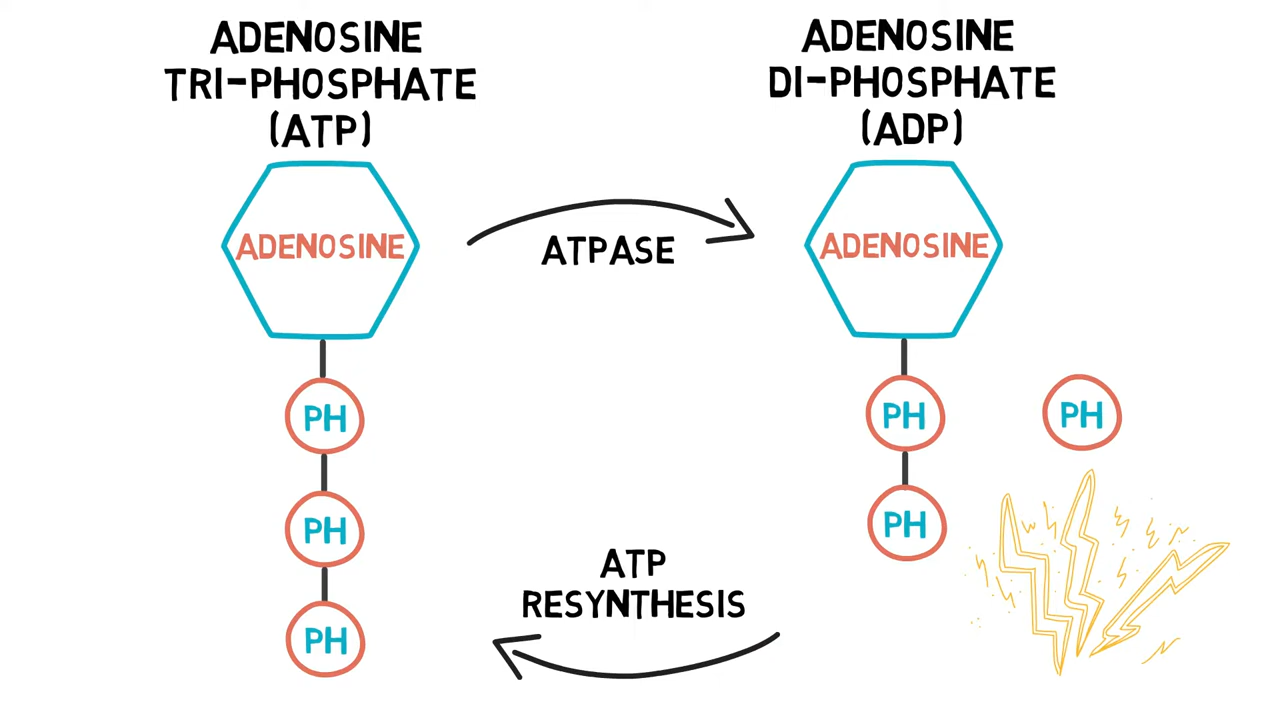 ADENOSINE
TRI-PHOSPHATE
(ATP)
ADENOSINE
PH
PH
PH
ATPASE
ATP
RESYNTHESIS
ADENOSINE
DI-PHOSPHATE
(ADP)
ADENOSINE
PH
PH
PH